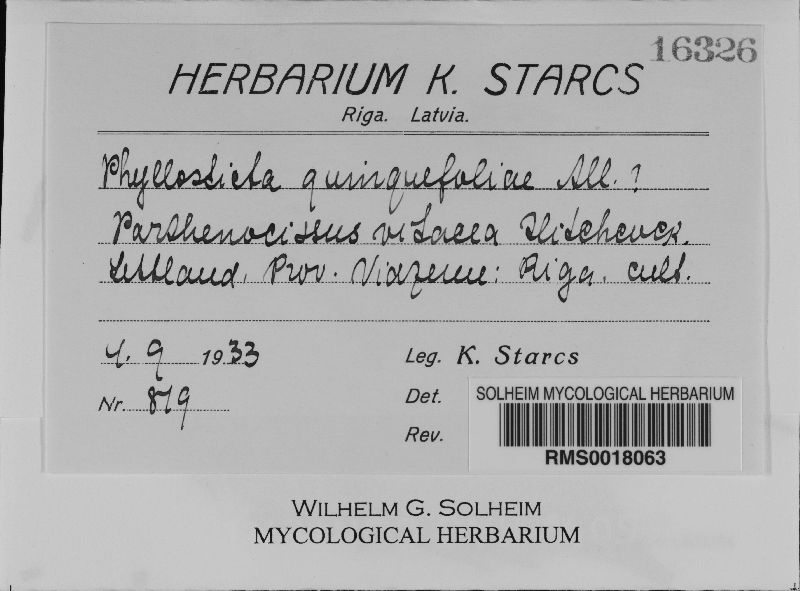 16326
HERBARIUM K. STARCS
Riga. Latvia.
Phyllosticta quinquefoliae All. ?
Parthenocissus vitacea Hitchcock.
Lettland, Prov. Vidzeme: Riga. cult.
4. 9 1933
Leg. K. Starcs
Nr. 819
Det.
Rev.
SOLHEIM MYCOLOGICAL HERBARIUM
RMS0018063
WILHELM G. SOLHEIM
MYCOLOGICAL HERBARIUM